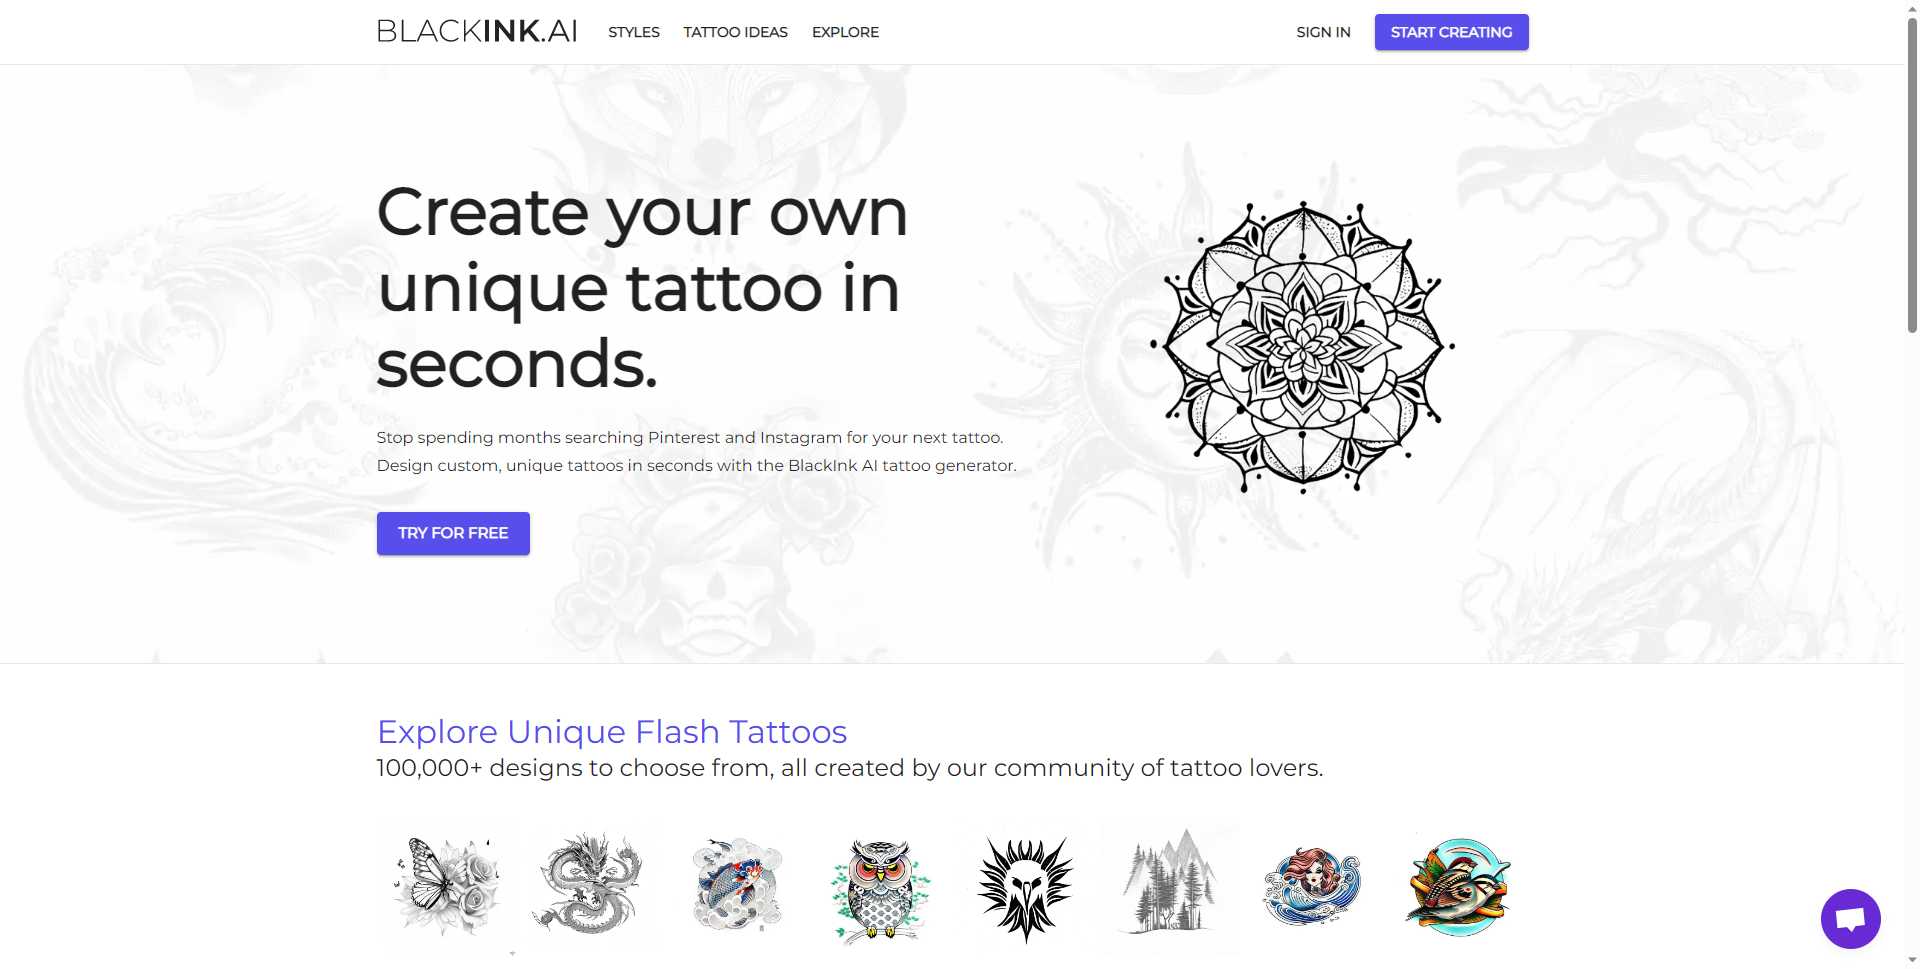 BLACKINK.AI
STYLES
TATTOO IDEAS
EXPLORE
SIGN IN
START CREATING
Create your own
unique tattoo in
seconds.
Stop spending months searching Pinterest and Instagram for your next tattoo.
Design custom, unique tattoos in seconds with the BlackInk AI tattoo generator.
TRY FOR FREE
Explore Unique Flash Tattoos
100,000+ designs to choose from, all created by our community of tattoo lovers.